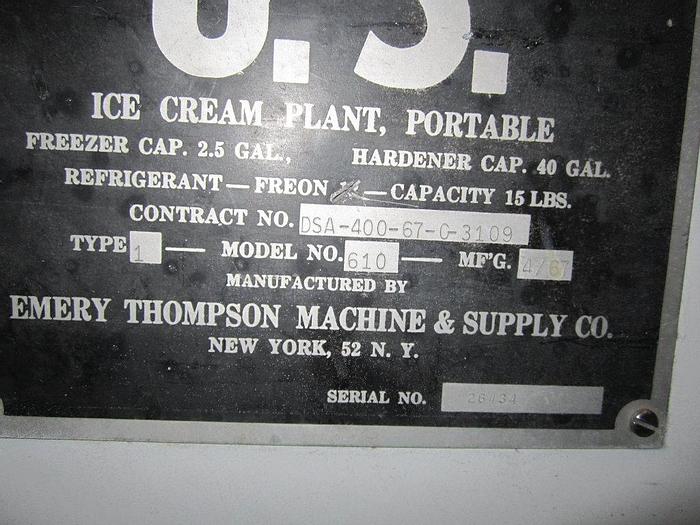 U.S.
ICE CREAM PLANT, PORTABLE
FREEZER CAP. 2.5 GAL., HARDENER CAP. 40 GAL.
REFRIGERANT — FREON — CAPACITY 15 LBS.
CONTRACT NO. DSA-400-67-C-3109
TYPE 1 — MODEL NO. 610 — MF'G. 4/67
MANUFACTURED BY
EMERY THOMPSON MACHINE & SUPPLY CO.
NEW YORK, 52 N. Y.
SERIAL NO. 26434